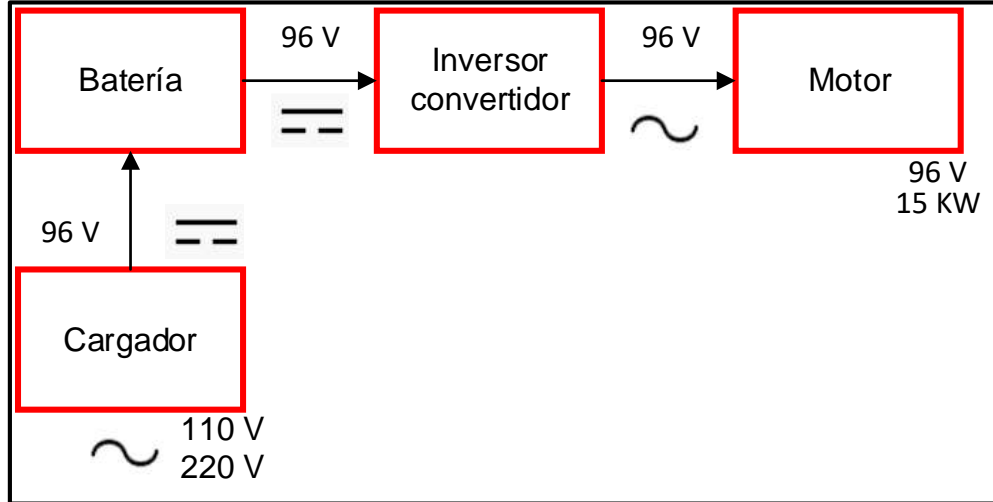 96 V
96 V
Batería
Inversor
convertidor
Motor
96 V
15 KW
96 V
Cargador
110 V
220 V